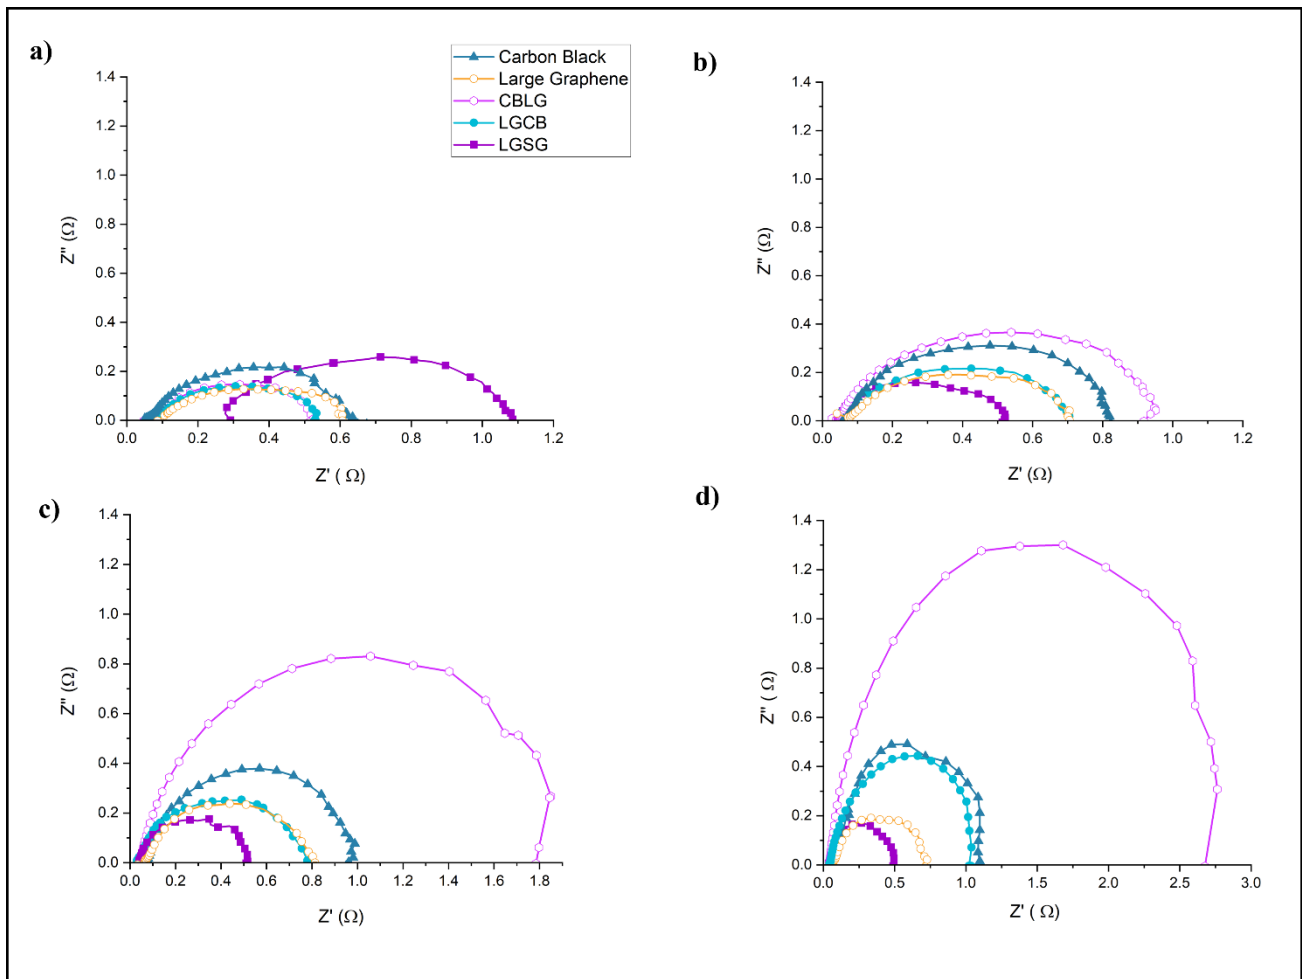 a)
Carbon Black
Large Graphene
CBLG
LGCB
LGSG
1.4
1.2
1.0
0.8
0.6
0.4
0.2
0.0
Z'' (Ω)
0.0 0.2 0.4 0.6 0.8 1.0 1.2
Z' ( Ω)
b)
1.4
1.2
1.0
0.8
0.6
0.4
0.2
0.0
Z'' (Ω)
0.0 0.2 0.4 0.6 0.8 1.0 1.2
Z' (Ω)
c)
1.4
1.2
1.0
0.8
0.6
0.4
0.2
0.0
Z'' (Ω)
0.0 0.2 0.4 0.6 0.8 1.0 1.2 1.4 1.6 1.8
Z' (Ω)
d)
1.4
1.2
1.0
0.8
0.6
0.4
0.2
0.0
Z'' ( Ω)
0.0 0.5 1.0 1.5 2.0 2.5 3.0
Z' ( Ω)